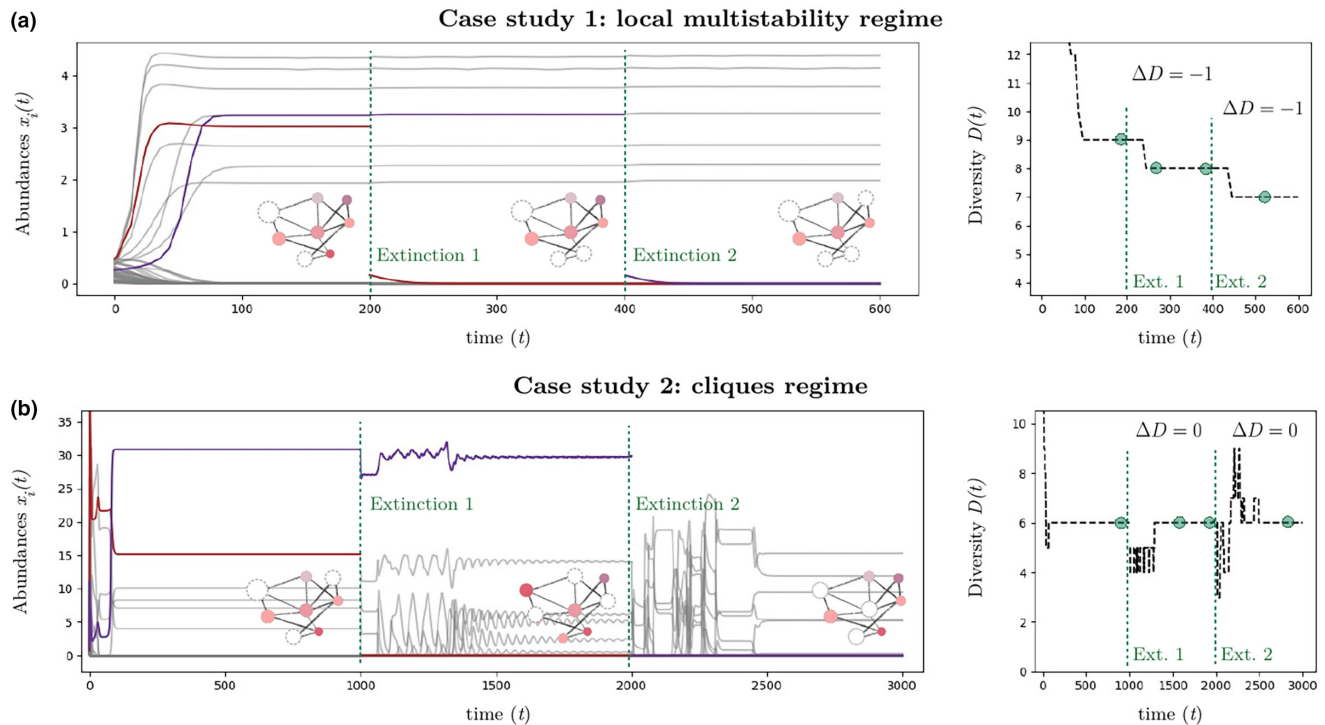 (a)
Case study 1: local multistability regime
Abundances x_i(t)
4
3
2
1
0
Extinction 1
Extinction 2
0 100 200 300 400 500 600
time (t)
Diversity D(t)
12
11
10
9
8
7
6
5
4
ΔD = −1
ΔD = −1
Ext. 1
Ext. 2
0 100 200 300 400 500 600
time (t)
(b)
Case study 2: cliques regime
Abundances x_i(t)
35
30
25
20
15
10
5
0
Extinction 1
Extinction 2
0 500 1000 1500 2000 2500 3000
time (t)
Diversity D(t)
10
8
6
4
2
0
ΔD = 0 ΔD = 0
Ext. 1
Ext. 2
0 500 1000 1500 2000 2500 3000
time (t)